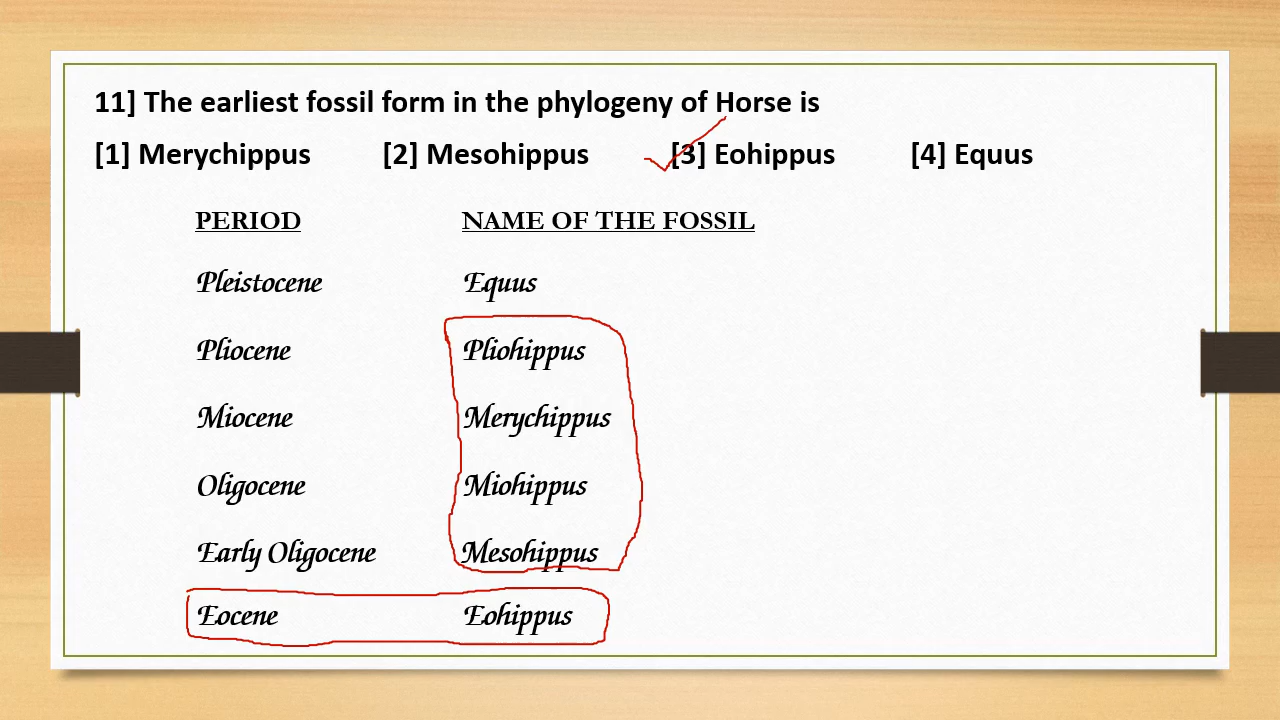 11] The earliest fossil form in the phylogeny of Horse is
[1] Merychippus [2] Mesohippus [3] Eohippus [4] Equus
PERIOD NAME OF THE FOSSIL
Pleistocene Equus
Pliocene Pliohippus
Miocene Merychippus
Oligocene Miohippus
Early Oligocene Mesohippus
Eocene Eohippus